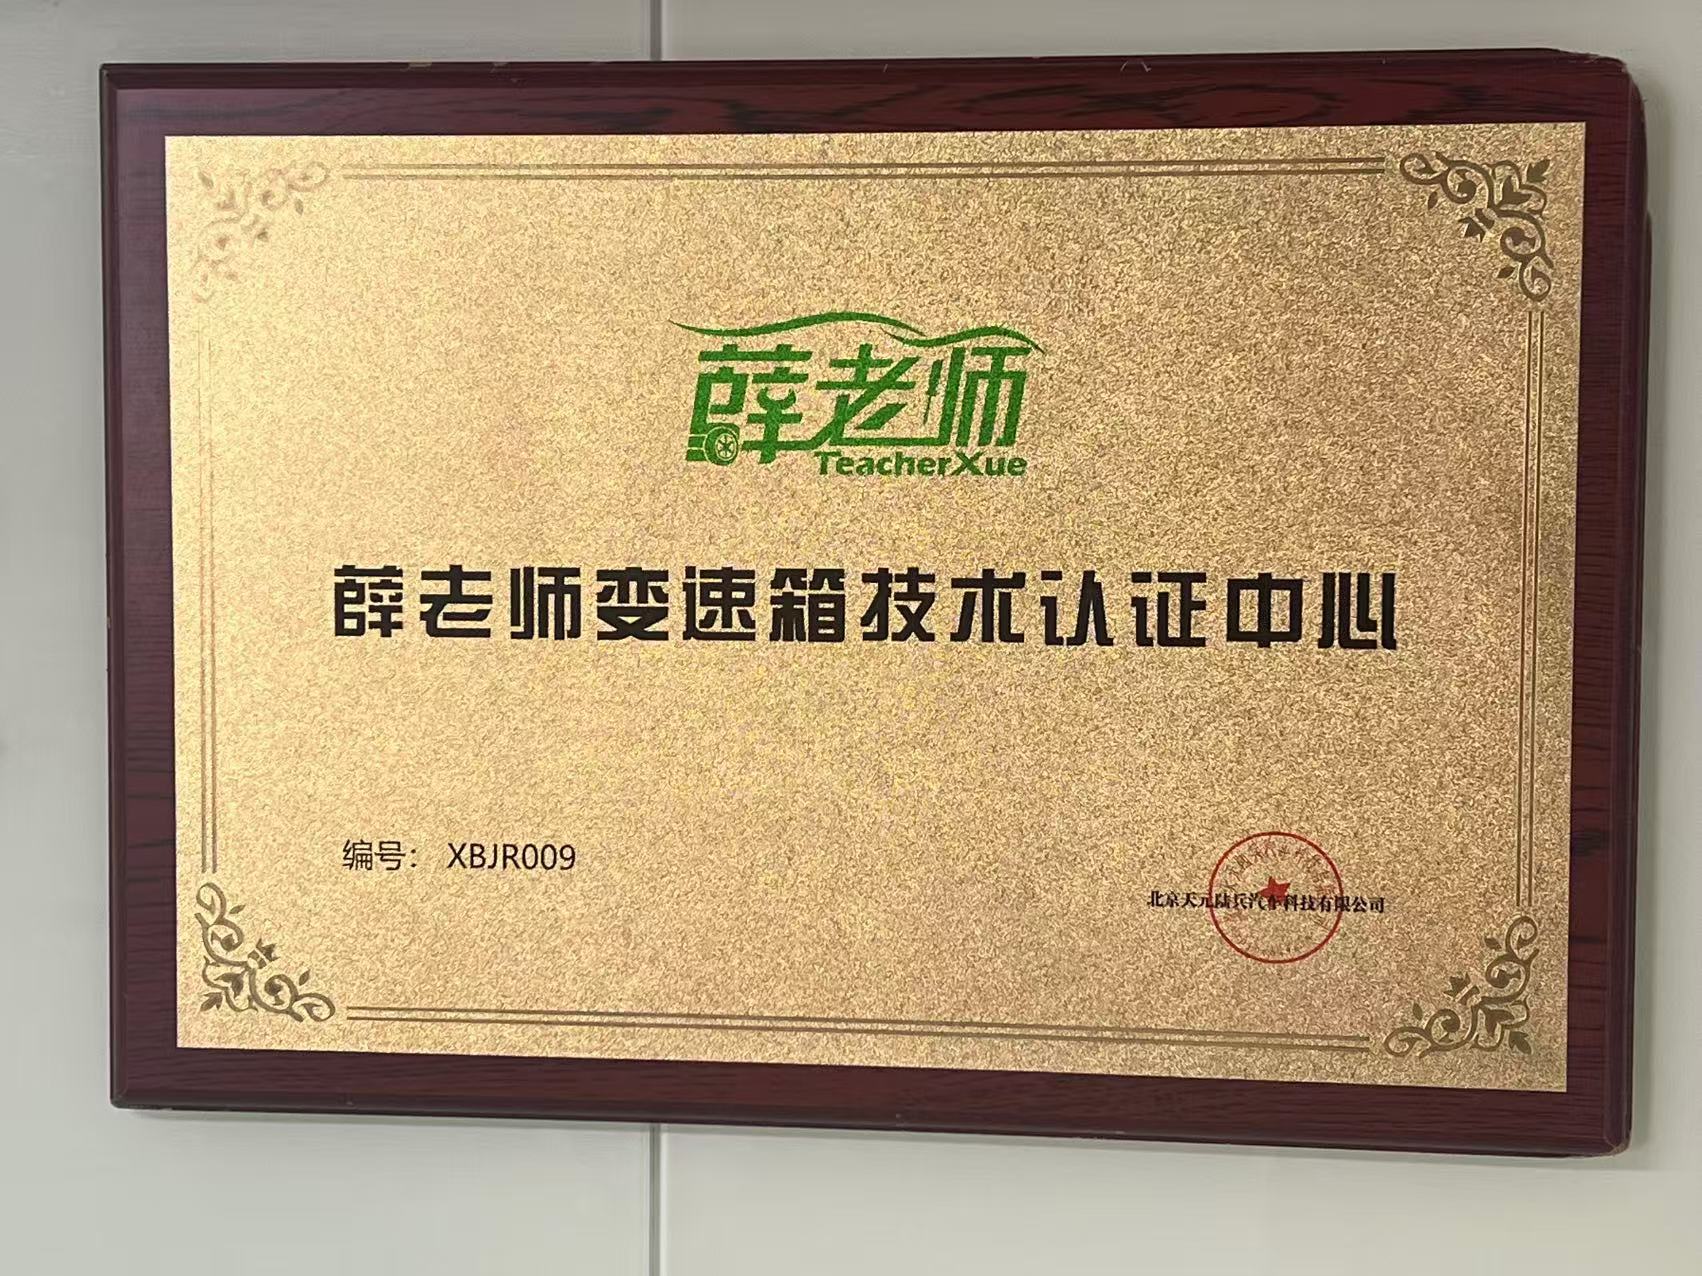 薛老师
TeacherXue
薛老师变速箱技术认证中心
编号： XBJR009
北京天元陆兵汽车科技有限公司